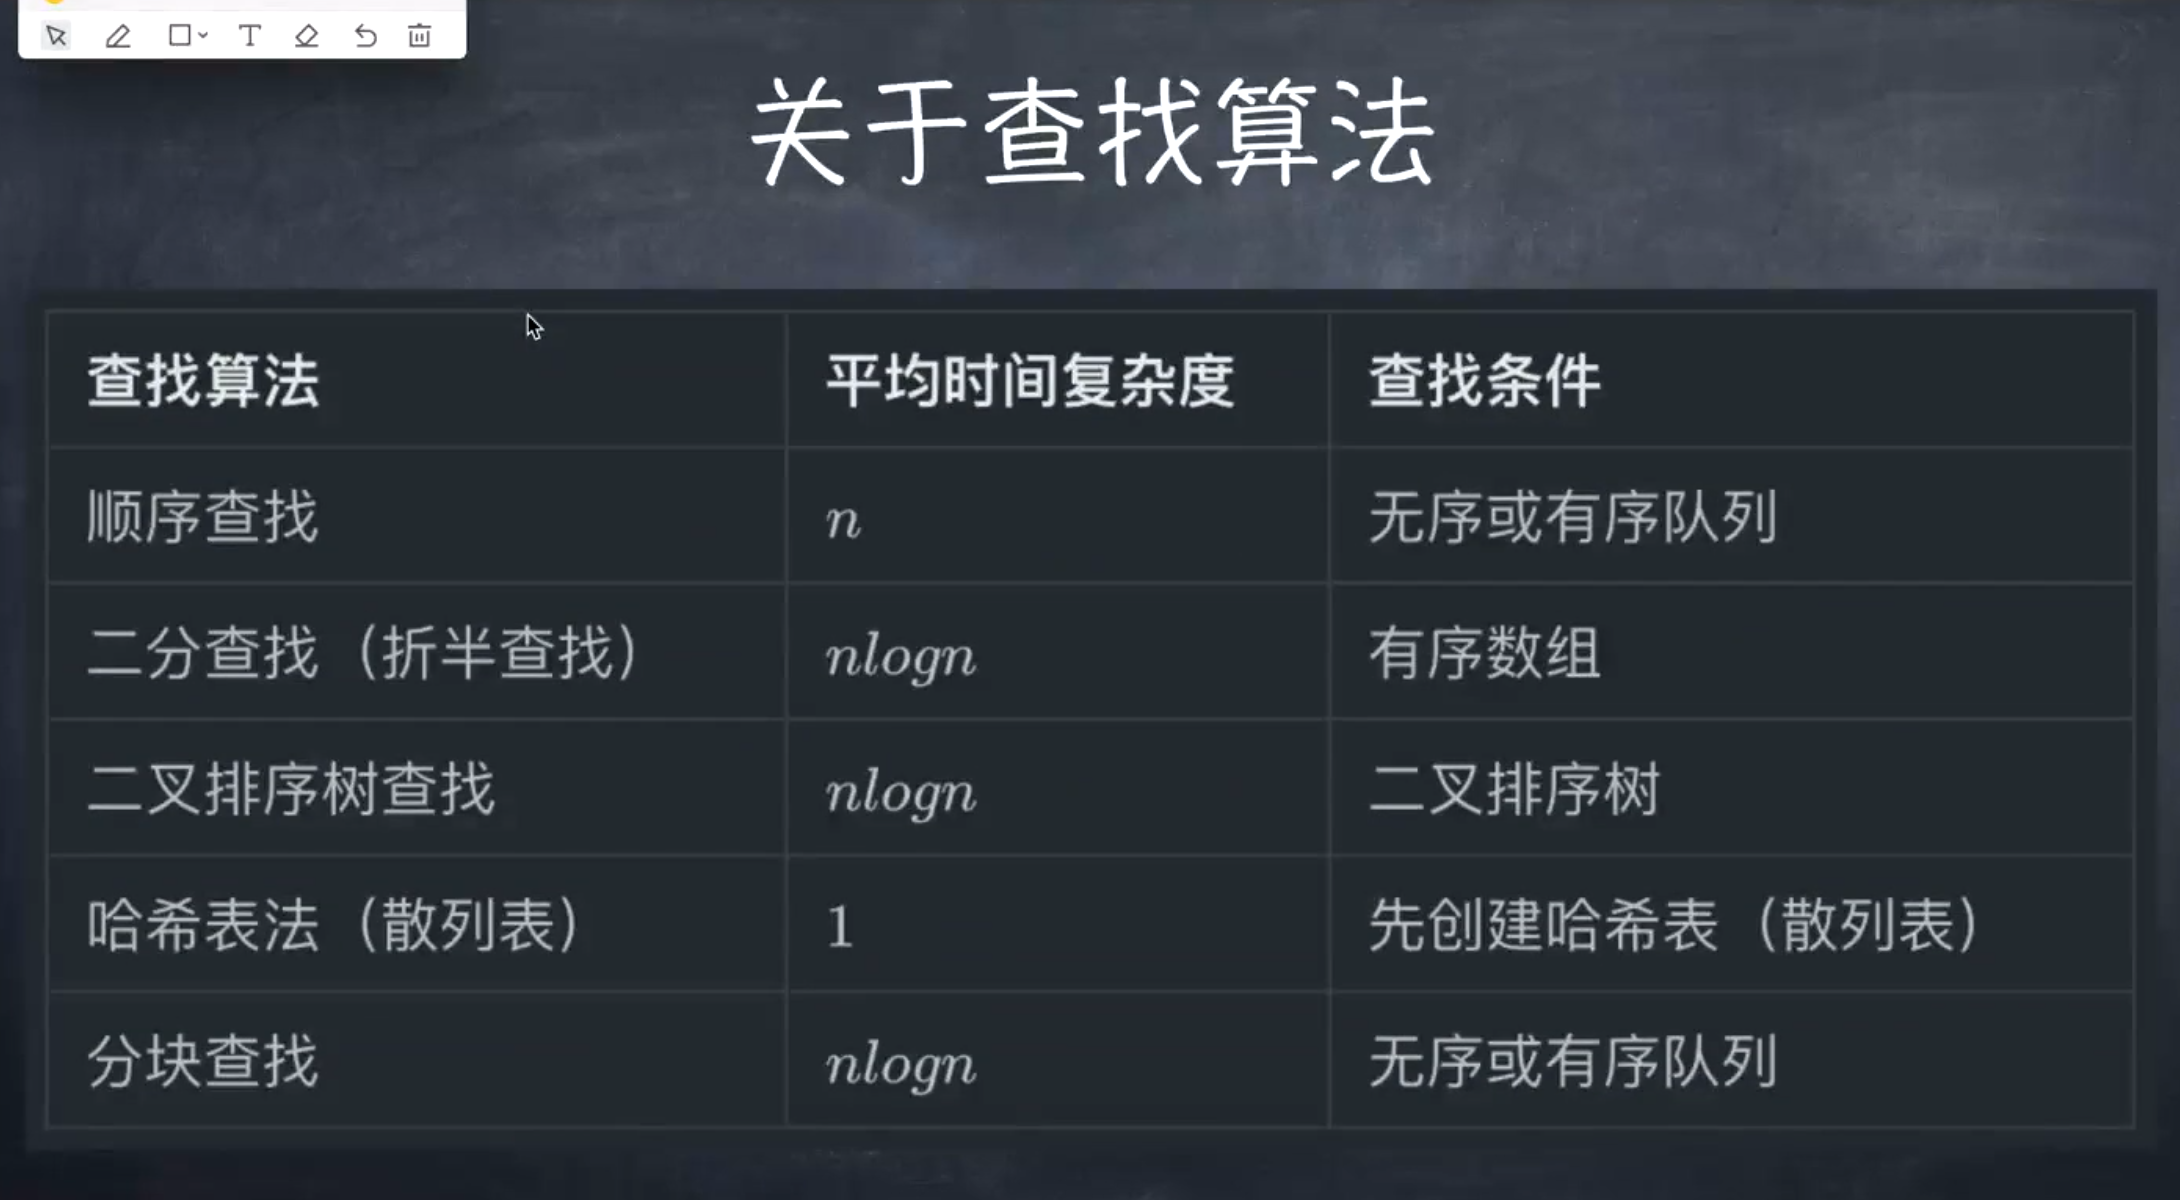 关于查找算法
查找算法 平均时间复杂度 查找条件
顺序查找 n 无序或有序队列
二分查找（折半查找） nlogn 有序数组
二叉排序树查找 nlogn 二叉排序树
哈希表法（散列表） 1 先创建哈希表（散列表）
分块查找 nlogn 无序或有序队列